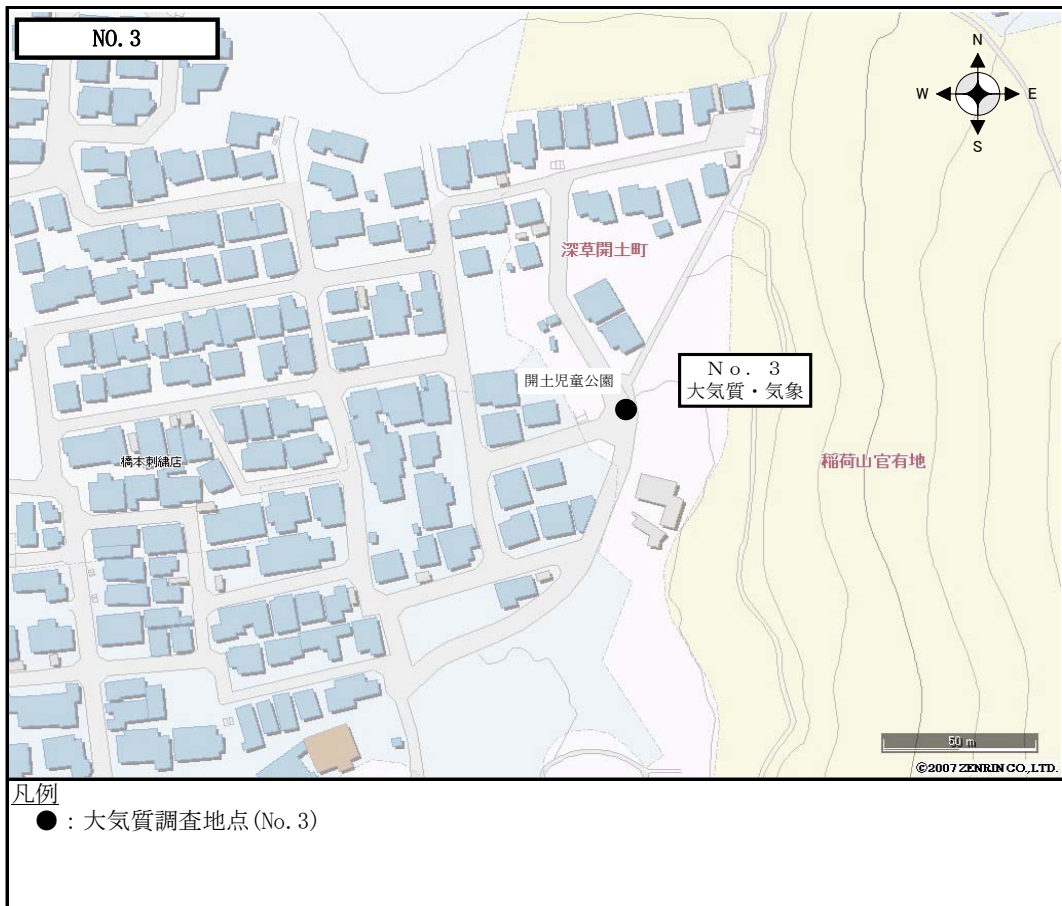 NO.3
N
W E
S
深草開土町
No. 3
大気質・気象
開土児童公園
橋本刺繍店
稲荷山官有地
50 m
©2007 ZENRIN CO.,LTD.
凡例
●：大気質調査地点(No.3)